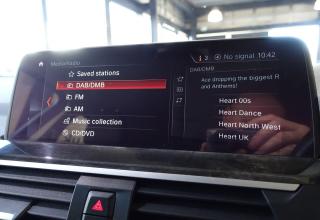 3 No signal 10:42
Media/Radio
Saved stations
DAB/DMB
FM
AM
Music collection
CD/DVD
DAB/DMB
Ace dropping the biggest R
and Anthems!
Heart 00s
Heart Dance
Heart North West
Heart UK